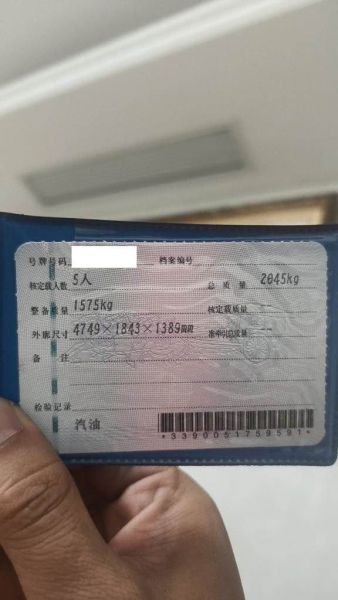 号牌号码 档案编号
核定载人数 5人 总质量 2045kg
整备质量 1575kg 核定载质量 --
外廓尺寸 4749×1843×1389mm 准牵引总质量 --
备注
检验记录
汽油
*3390051759591*